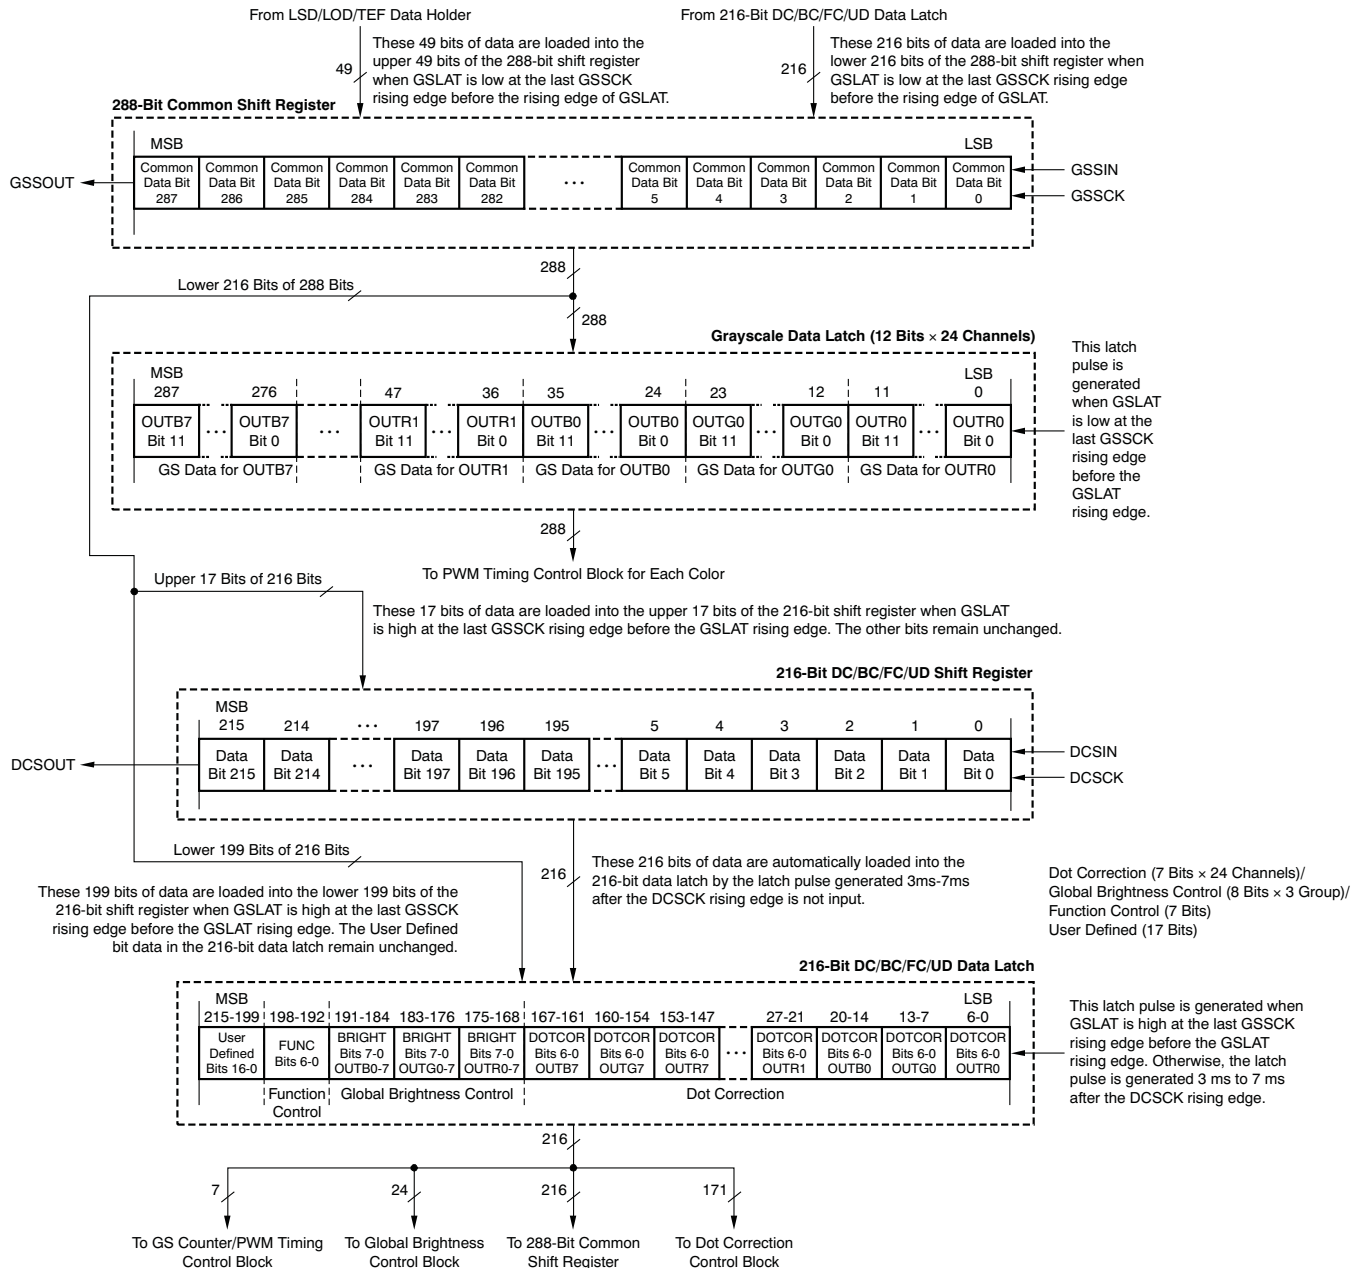 From LSD/LOD/TEF Data Holder
From 216-Bit DC/BC/FC/UD Data Latch
These 49 bits of data are loaded into the
upper 49 bits of the 288-bit shift register
when GSLAT is low at the last GSSCK
rising edge before the rising edge of GSLAT.
49
These 216 bits of data are loaded into the
lower 216 bits of the 288-bit shift register when
GSLAT is low at the last GSSCK rising edge
before the rising edge of GSLAT.
216
288-Bit Common Shift Register
MSB
LSB
GSSOUT
Common Data Bit 287
Common Data Bit 286
Common Data Bit 285
Common Data Bit 284
Common Data Bit 283
Common Data Bit 282
...
Common Data Bit 5
Common Data Bit 4
Common Data Bit 3
Common Data Bit 2
Common Data Bit 1
Common Data Bit 0
GSSIN
GSSCK
288
Lower 216 Bits of 288 Bits
288
Grayscale Data Latch (12 Bits × 24 Channels)
MSB
LSB
287 276 47 36 35 24 23 12 11 0
OUTB7 Bit 11
...
OUTB7 Bit 0
...
OUTR1 Bit 11
...
OUTR1 Bit 0
OUTB0 Bit 11
...
OUTB0 Bit 0
OUTG0 Bit 11
...
OUTG0 Bit 0
OUTR0 Bit 11
...
OUTR0 Bit 0
GS Data for OUTB7
GS Data for OUTR1
GS Data for OUTB0
GS Data for OUTG0
GS Data for OUTR0
This latch
pulse is
generated
when GSLAT
is low at the
last GSSCK
rising edge
before the
GSLAT
rising edge.
288
To PWM Timing Control Block for Each Color
Upper 17 Bits of 216 Bits
These 17 bits of data are loaded into the upper 17 bits of the 216-bit shift register when GSLAT
is high at the last GSSCK rising edge before the GSLAT rising edge. The other bits remain unchanged.
216-Bit DC/BC/FC/UD Shift Register
MSB
215 214 ... 197 196 195 5 4 3 2 1 0
DCSOUT
Data Bit 215
Data Bit 214
...
Data Bit 197
Data Bit 196
Data Bit 195
...
Data Bit 5
Data Bit 4
Data Bit 3
Data Bit 2
Data Bit 1
Data Bit 0
DCSIN
DCSCK
Lower 199 Bits of 216 Bits
These 199 bits of data are loaded into the lower 199 bits of the
216-bit shift register when GSLAT is high at the last GSSCK
rising edge before the GSLAT rising edge. The User Defined
bit data in the 216-bit data latch remain unchanged.
216
These 216 bits of data are automatically loaded into the
216-bit data latch by the latch pulse generated 3ms-7ms
after the DCSCK rising edge is not input.
Dot Correction (7 Bits × 24 Channels)/
Global Brightness Control (8 Bits × 3 Group)/
Function Control (7 Bits)
User Defined (17 Bits)
216-Bit DC/BC/FC/UD Data Latch
MSB
LSB
215-199 198-192 191-184 183-176 175-168 167-161 160-154 153-147 27-21 20-14 13-7 6-0
User Defined Bits 16-0
FUNC Bits 6-0
BRIGHT Bits 7-0 OUTB0-7
BRIGHT Bits 7-0 OUTG0-7
BRIGHT Bits 7-0 OUTR0-7
DOTCOR Bits 6-0 OUTB7
DOTCOR Bits 6-0 OUTG7
DOTCOR Bits 6-0 OUTR7
...
DOTCOR Bits 6-0 OUTR1
DOTCOR Bits 6-0 OUTB0
DOTCOR Bits 6-0 OUTG0
DOTCOR Bits 6-0 OUTR0
Function
Control
Global Brightness Control
Dot Correction
This latch pulse is generated when
GSLAT is high at the last GSSCK
rising edge before the GSLAT
rising edge. Otherwise, the latch
pulse is generated 3 ms to 7 ms
after the DCSCK rising edge.
216
7
24
216
171
To GS Counter/PWM Timing
Control Block
To Global Brightness
Control Block
To 288-Bit Common
Shift Register
To Dot Correction
Control Block